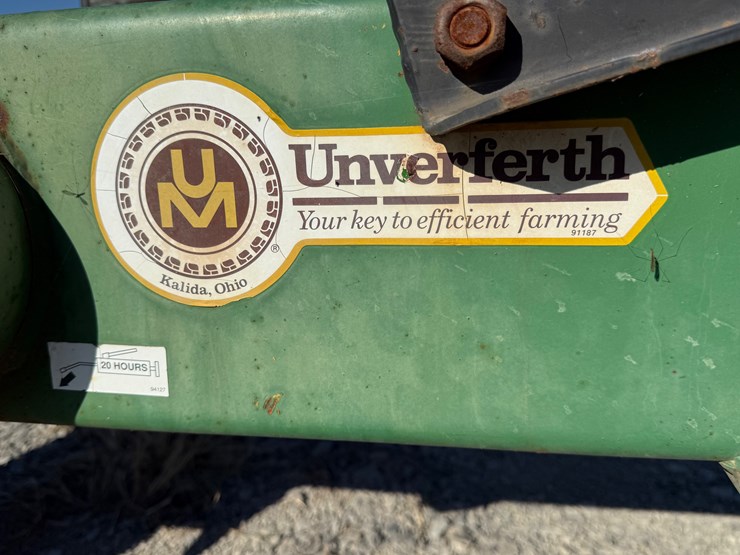 UM
®
Kalida, Ohio
Unverferth
Your key to efficient farming
91187
20 HOURS